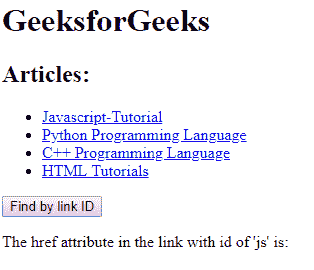 GeeksforGeeks
Articles:
Javascript-Tutorial
Python Programming Language
C++ Programming Language
HTML Tutorials
Find by link ID
The href attribute in the link with id of 'js' is: